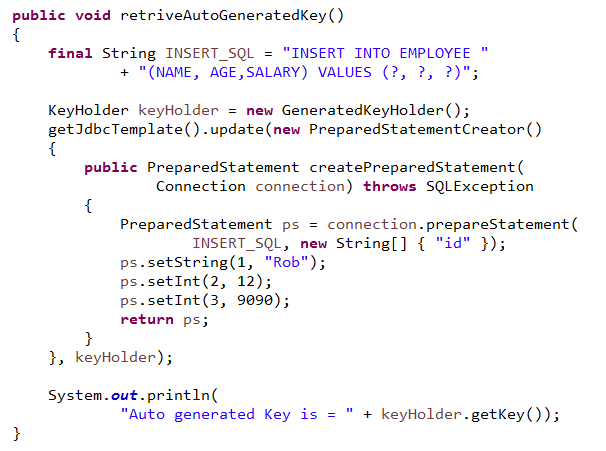 public void retriveAutoGeneratedKey()
{
    final String INSERT_SQL = "INSERT INTO EMPLOYEE "
            + "(NAME, AGE,SALARY) VALUES (?, ?, ?)";

    KeyHolder keyHolder = new GeneratedKeyHolder();
    getJdbcTemplate().update(new PreparedStatementCreator()
    {
        public PreparedStatement createPreparedStatement(
                Connection connection) throws SQLException
        {
            PreparedStatement ps = connection.prepareStatement(
                    INSERT_SQL, new String[] { "id" });
            ps.setString(1, "Rob");
            ps.setInt(2, 12);
            ps.setInt(3, 9090);
            return ps;
        }
    }, keyHolder);

    System.out.println(
            "Auto generated Key is = " + keyHolder.getKey());
}